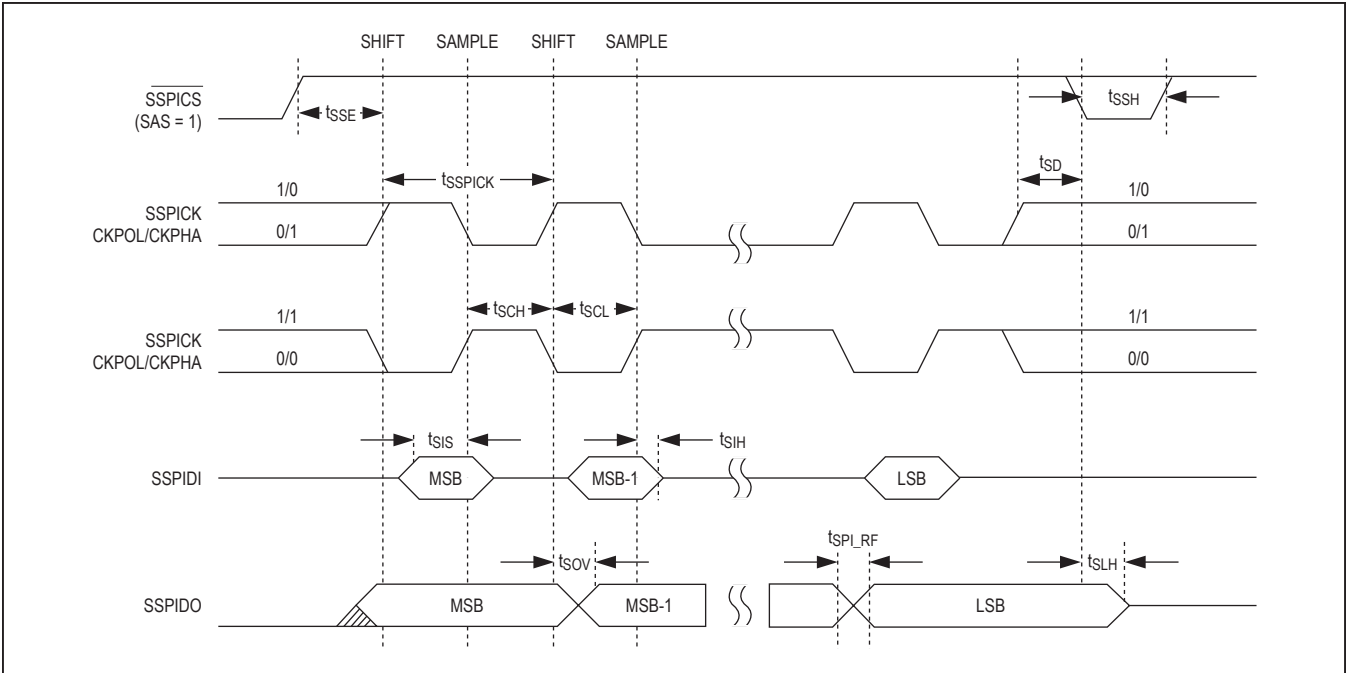 SHIFT SAMPLE SHIFT SAMPLE
SSPICS
(SAS = 1)
tSSE
tSSH
tSD
tSSPICK
1/0
1/0
SSPICK
CKPOL/CKPHA
0/1
0/1
tSCH
tSCL
1/1
1/1
SSPICK
CKPOL/CKPHA
0/0
0/0
tSIS
tSIH
SSPIDI
MSB
MSB-1
LSB
tSOV
tSPI_RF
tSLH
SSPIDO
MSB
MSB-1
LSB